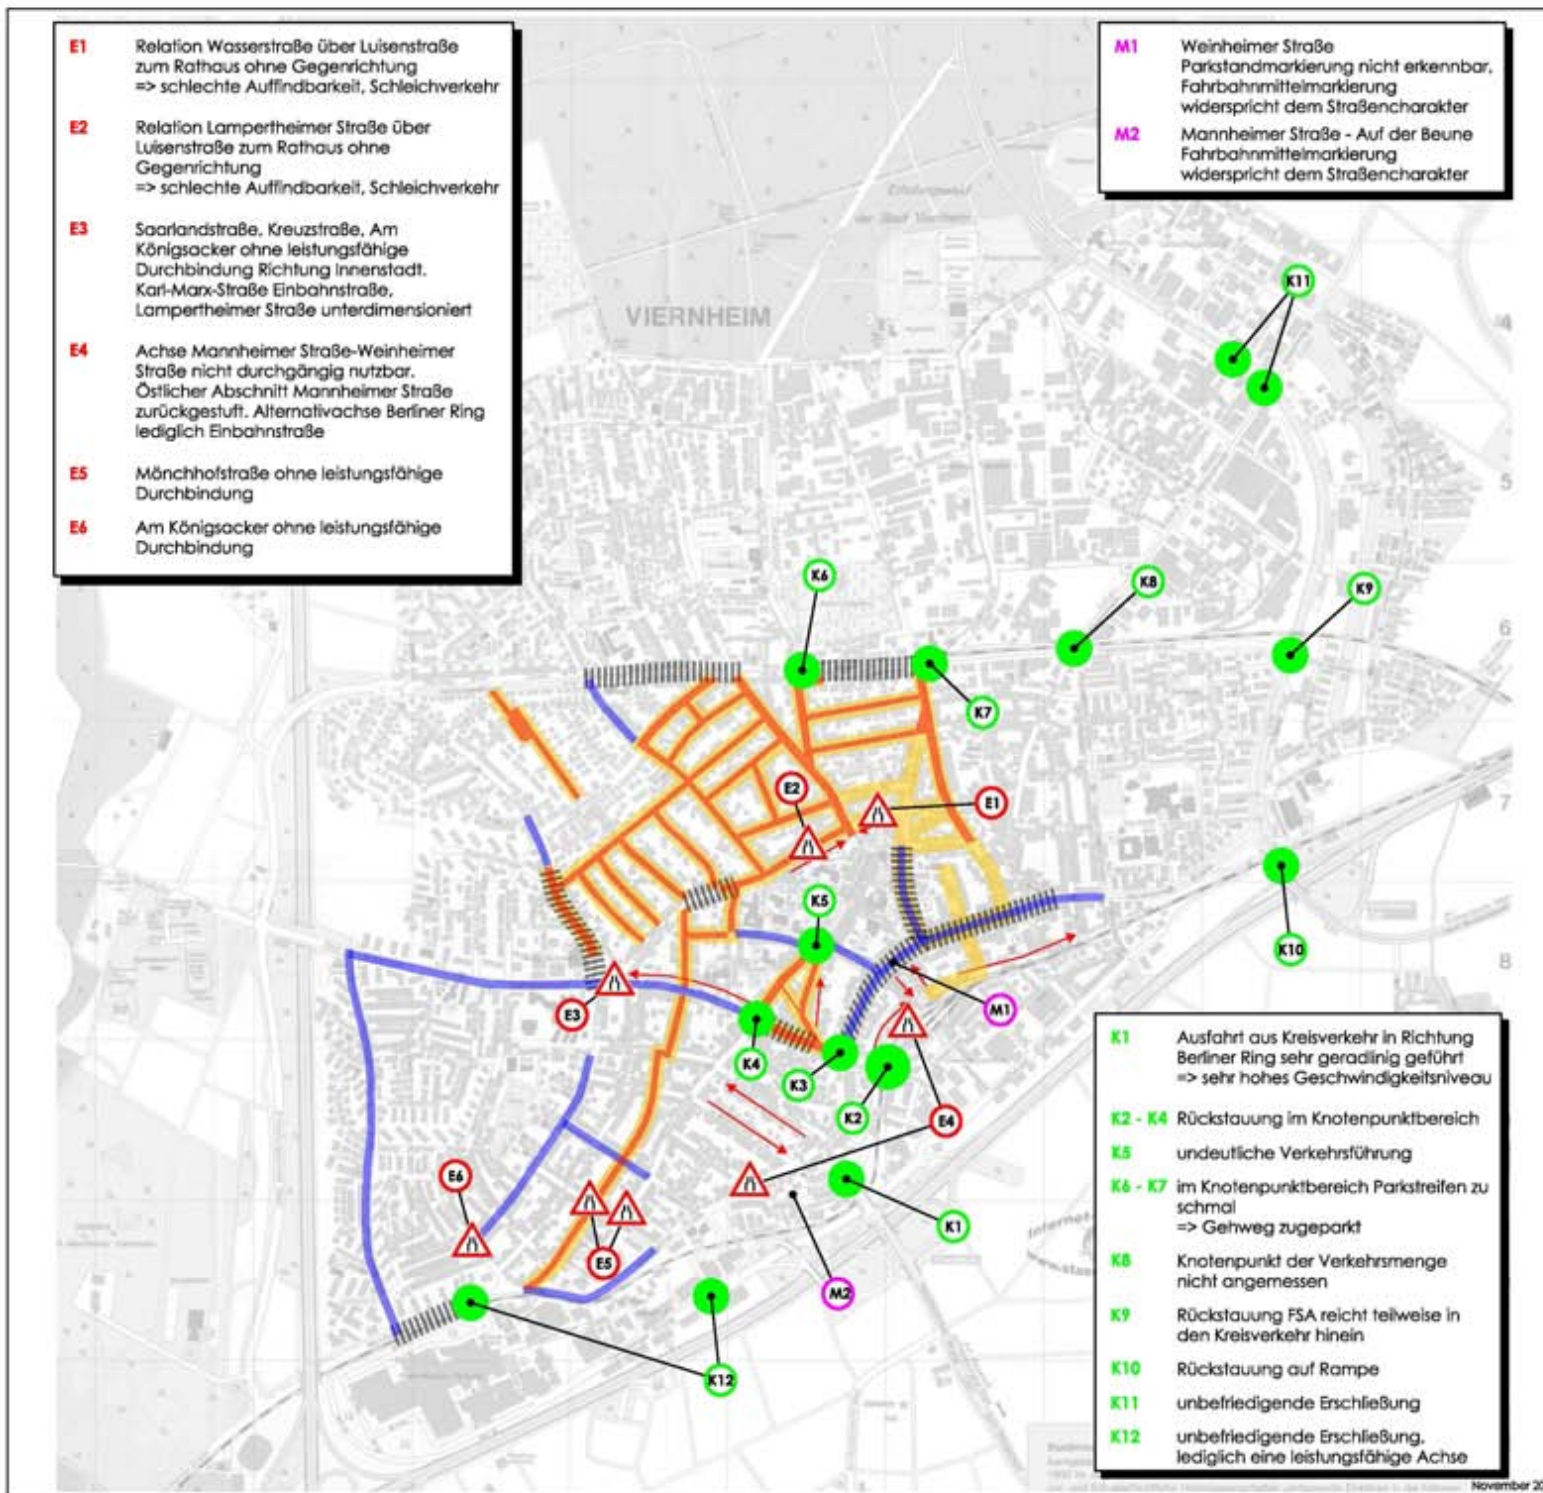 E1 Relation Wasserstraße über Luisenstraße
zum Rathaus ohne Gegenrichtung
=> schlechte Auffindbarkeit, Schleichverkehr
E2 Relation Lampertheimer Straße über
Luisenstraße zum Rathaus ohne
Gegenrichtung
=> schlechte Auffindbarkeit, Schleichverkehr
E3 Saarlandstraße, Kreuzstraße, Am
Königsacker ohne leistungsfähige
Durchbindung Richtung Innenstadt.
Karl-Marx-Straße Einbahnstraße,
Lampertheimer Straße unterdimensioniert
E4 Achse Mannheimer Straße-Weinheimer
Straße nicht durchgängig nutzbar.
Östlicher Abschnitt Mannheimer Straße
zurückgestuft. Alternativachse Berliner Ring
lediglich Einbahnstraße
E5 Mönchhofstraße ohne leistungsfähige
Durchbindung
E6 Am Königsacker ohne leistungsfähige
Durchbindung
M1 Weinheimer Straße
Parkstandmarkierung nicht erkennbar,
Fahrbahnmittelmarkierung
widerspricht dem Straßencharakter
M2 Mannheimer Straße - Auf der Beune
Fahrbahnmittelmarkierung
widerspricht dem Straßencharakter
K11
VIERNHEIM
4
5
K6
K8
K9
6
K7
E2
E1
7
K5
K10
8
E3
M1
K4
K3
K2
E4
E6
K1
E5
M2
K12
K1 Ausfahrt aus Kreisverkehr in Richtung
Berliner Ring sehr geradlinig geführt
=> sehr hohes Geschwindigkeitsniveau
K2 - K4 Rückstauung im Knotenpunktbereich
K5 undeutliche Verkehrsführung
K6 - K7 im Knotenpunktbereich Parkstreifen zu
schmal
=> Gehweg zugeparkt
K8 Knotenpunkt der Verkehrsmenge
nicht angemessen
K9 Rückstauung FSA reicht teilweise in
den Kreisverkehr hinein
K10 Rückstauung auf Rampe
K11 unbefriedigende Erschließung
K12 unbefriedigende Erschließung,
lediglich eine leistungsfähige Achse
November 20